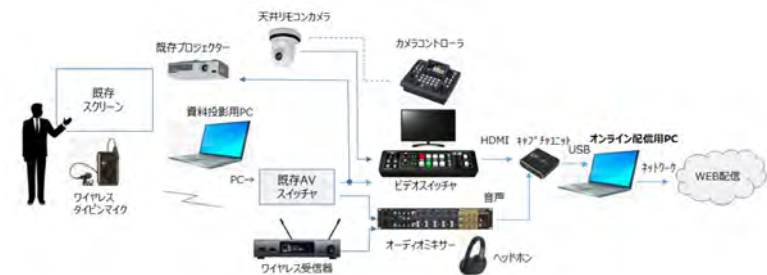 天井リモコンカメラ
カメラコントローラ
既存プロジェクター
既存
スクリーン
資料投影用PC
HDMI
キャプチャユニット
USB
オンライン配信用PC
ネットワーク
WEB配信
PC→
既存AV
スイッチャ
ビデオスイッチャ
音声
ワイヤレス
タイピンマイク
オーディオミキサー
ワイヤレス受信器
ヘッドホン